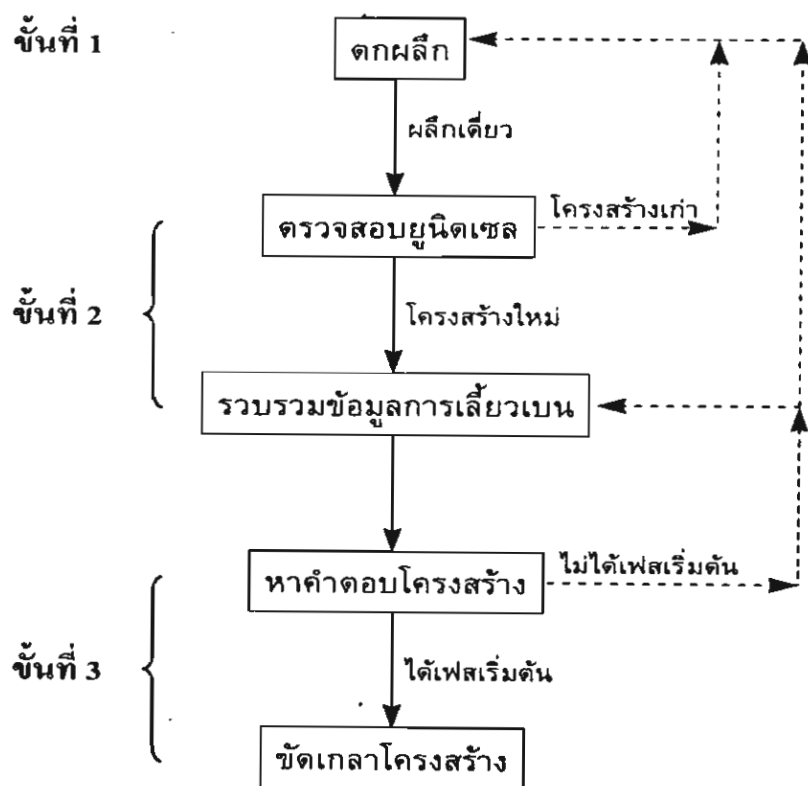 ขั้นที่ 1
ตกผลึก
ผลึกเดี่ยว
ตรวจสอบยูนิตเซล
โครงสร้างเก่า
ขั้นที่ 2
โครงสร้างใหม่
รวบรวมข้อมูลการเลี้ยวเบน
หาคำตอบโครงสร้าง
ไม่ได้เฟสเริ่มต้น
ขั้นที่ 3
ได้เฟสเริ่มต้น
ขัดเกลาโครงสร้าง